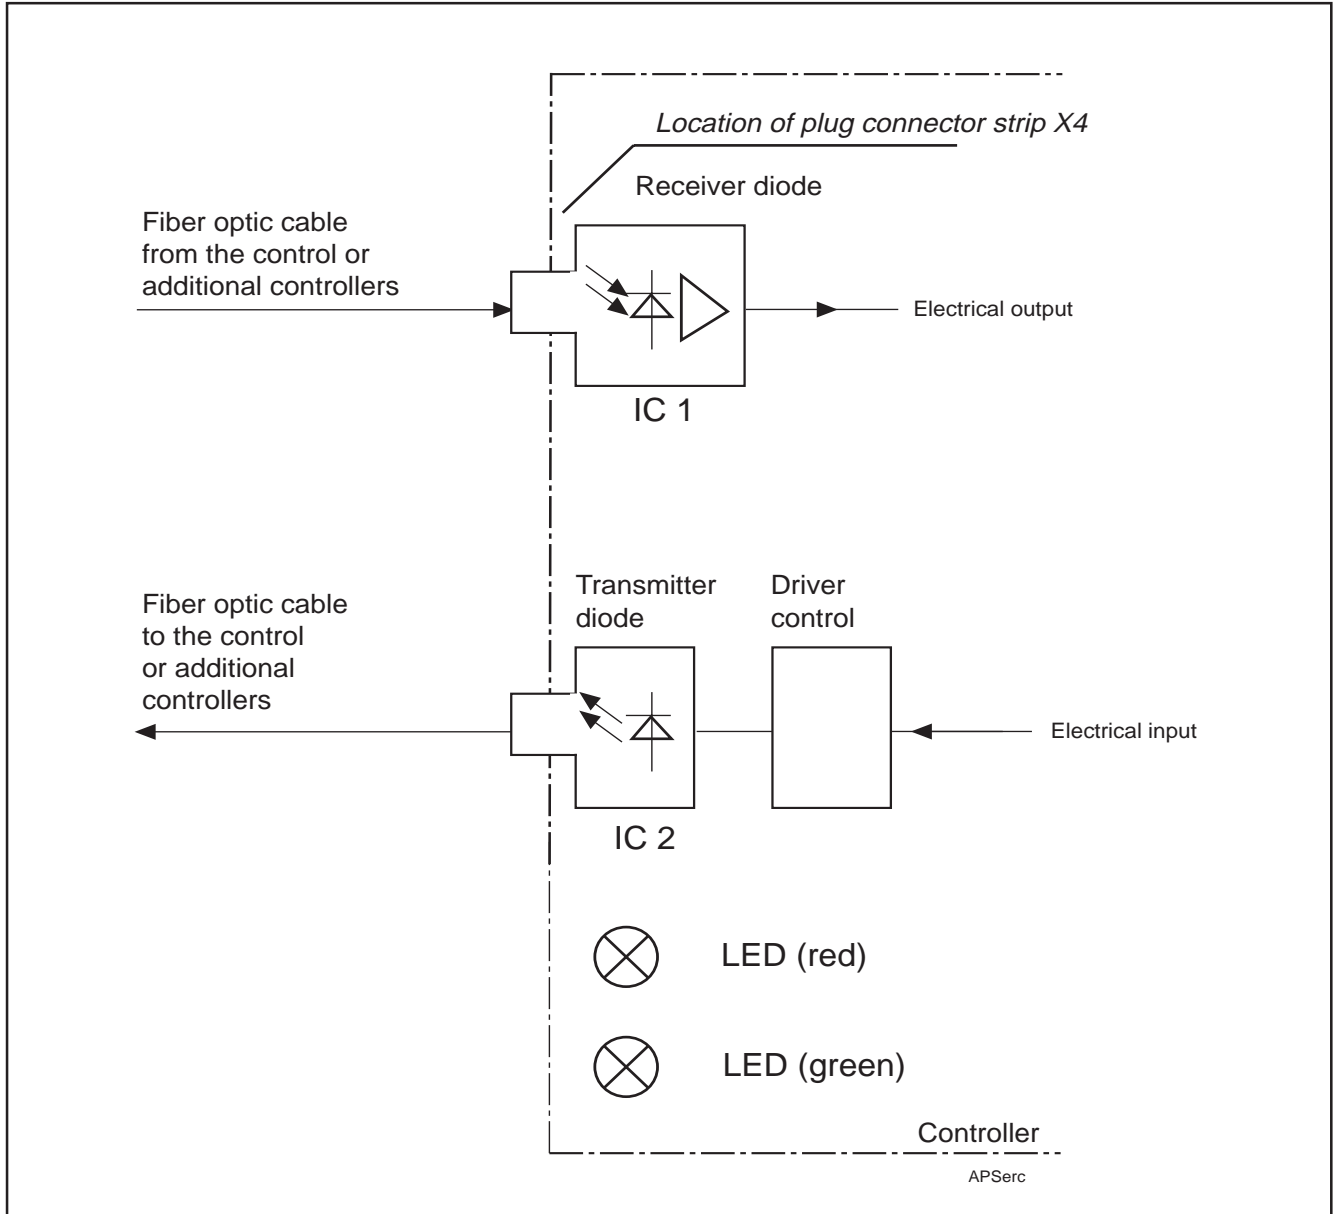 Location of plug connector strip X4
Receiver diode
Fiber optic cable
from the control or
additional controllers
Electrical output
IC 1
Transmitter
diode
Driver
control
Fiber optic cable
to the control
or additional
controllers
Electrical input
IC 2
LED (red)
LED (green)
Controller
APSerc